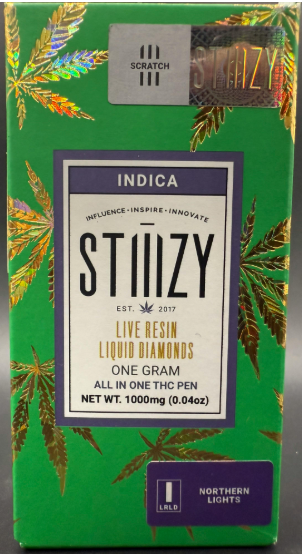 SCRATCH
STIIIZY
INDICA
INFLUENCE • INSPIRE • INNOVATE
STIIIZY
EST. 2017
LIVE RESIN
LIQUID DIAMONDS
ONE GRAM
ALL IN ONE THC PEN
NET WT. 1000mg (0.04oz)
LRLD
NORTHERN
LIGHTS